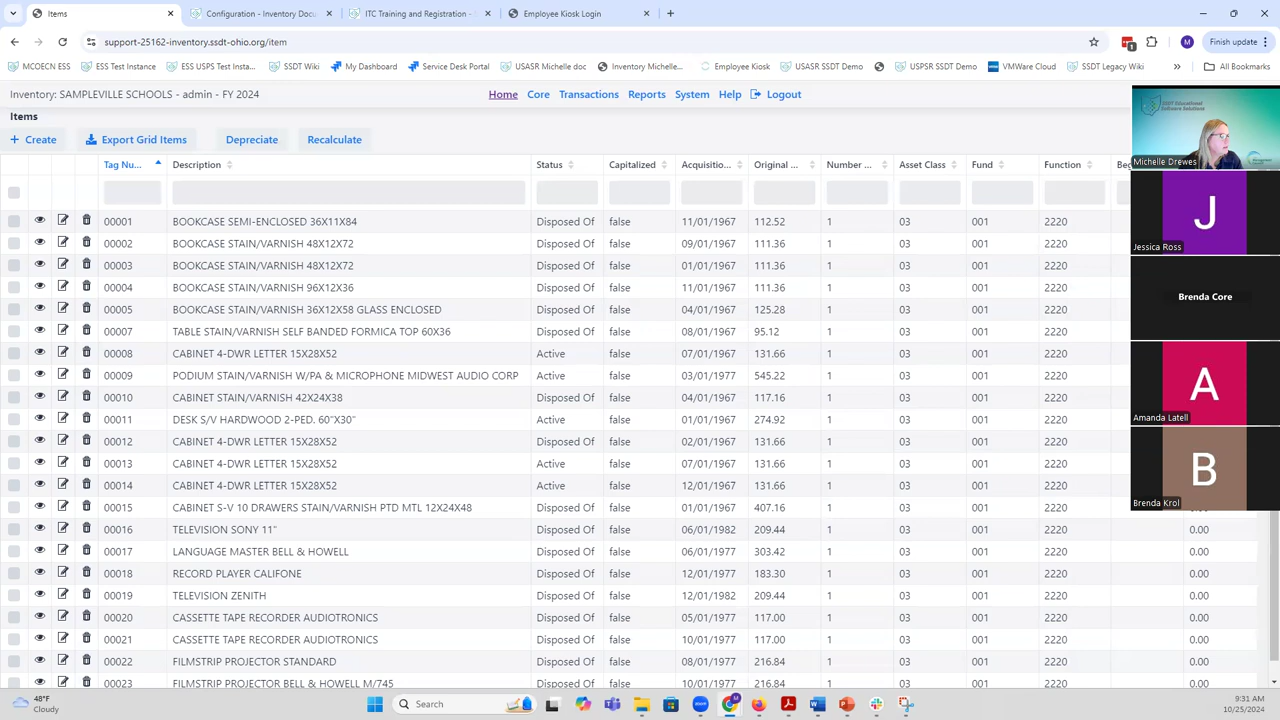 Items
Configuration - Inventory Docu
ITC Training and Registration -
Employee Kiosk Login
support-25162-inventory.ssdt-ohio.org/item
M
Finish update
MCOECN ESS
ESS Test Instance
ESS USPS Test Insta...
SSDT Wiki
My Dashboard
Service Desk Portal
USASR Michelle doc
Inventory Michelle...
Employee Kiosk
USASR SSDT Demo
USPSR SSDT Demo
VMWare Cloud
SSDT Legacy Wiki
All Bookmarks
Inventory: SAMPLEVILLE SCHOOLS - admin - FY 2024
Home Core Transactions Reports System Help Logout
Items
Create Export Grid Items Depreciate Recalculate
Tag Nu... Description Status Capitalized Acquisitio... Original ... Number ... Asset Class Fund Function Beg
00001 BOOKCASE SEMI-ENCLOSED 36X11X84 Disposed Of false 11/01/1967 112.52 1 03 001 2220
00002 BOOKCASE STAIN/VARNISH 48X12X72 Disposed Of false 09/01/1967 111.36 1 03 001 2220
00003 BOOKCASE STAIN/VARNISH 48X12X72 Disposed Of false 01/01/1967 111.36 1 03 001 2220
00004 BOOKCASE STAIN/VARNISH 96X12X36 Disposed Of false 11/01/1967 111.36 1 03 001 2220
00005 BOOKCASE STAIN/VARNISH 36X12X58 GLASS ENCLOSED Disposed Of false 04/01/1967 125.28 1 03 001 2220
00007 TABLE STAIN/VARNISH SELF BANDED FORMICA TOP 60X36 Disposed Of false 08/01/1967 95.12 1 03 001 2220
00008 CABINET 4-DWR LETTER 15X28X52 Active false 07/01/1967 131.66 1 03 001 2220
00009 PODIUM STAIN/VARNISH W/PA & MICROPHONE MIDWEST AUDIO CORP Active false 03/01/1977 545.22 1 03 001 2220
00010 CABINET STAIN/VARNISH 42X24X38 Disposed Of false 04/01/1967 117.16 1 03 001 2220
00011 DESK S/V HARDWOOD 2-PED. 60"X30" Active false 01/01/1967 274.92 1 03 001 2220
00012 CABINET 4-DWR LETTER 15X28X52 Disposed Of false 02/01/1967 131.66 1 03 001 2220
00013 CABINET 4-DWR LETTER 15X28X52 Active false 07/01/1967 131.66 1 03 001 2220
00014 CABINET 4-DWR LETTER 15X28X52 Active false 12/01/1967 131.66 1 03 001 2220
00015 CABINET S-V 10 DRAWERS STAIN/VARNISH PTD MTL Disposed Of false 01/01/1967 407.16 1 03 001 2220
00016 TELEVISION SONY 11" Disposed Of false 06/01/1982 209.44 1 03 001 2220 0.00
00017 LANGUAGE MASTER BELL & HOWELL Disposed Of false 06/01/1977 303.42 1 03 001 2220 0.00
00018 RECORD PLAYER CALIFONE Disposed Of false 12/01/1977 183.30 1 03 001 2220 0.00
00019 TELEVISION ZENITH Disposed Of false 12/01/1982 209.44 1 03 001 2220 0.00
00020 CASSETTE TAPE RECORDER AUDIOTRONICS Disposed Of false 05/01/1977 117.00 1 03 001 2220 0.00
00021 CASSETTE TAPE RECORDER AUDIOTRONICS Disposed Of false 10/01/1977 117.00 1 03 001 2220 0.00
00022 FILMSTRIP PROJECTOR STANDARD Disposed Of false 08/01/1977 216.84 1 03 001 2220 0.00
00023 FILMSTRIP PROJECTOR BELL & HOWELL M/745 Disposed Of false 10/01/1977 216.84 1 03 001 2220 0.00
Michelle Drewes
J
Jessica Ross
Brenda Core
A
Amanda Latell
B
Brenda Krol
48°F
Cloudy
Search
9:31 AM
10/25/2024